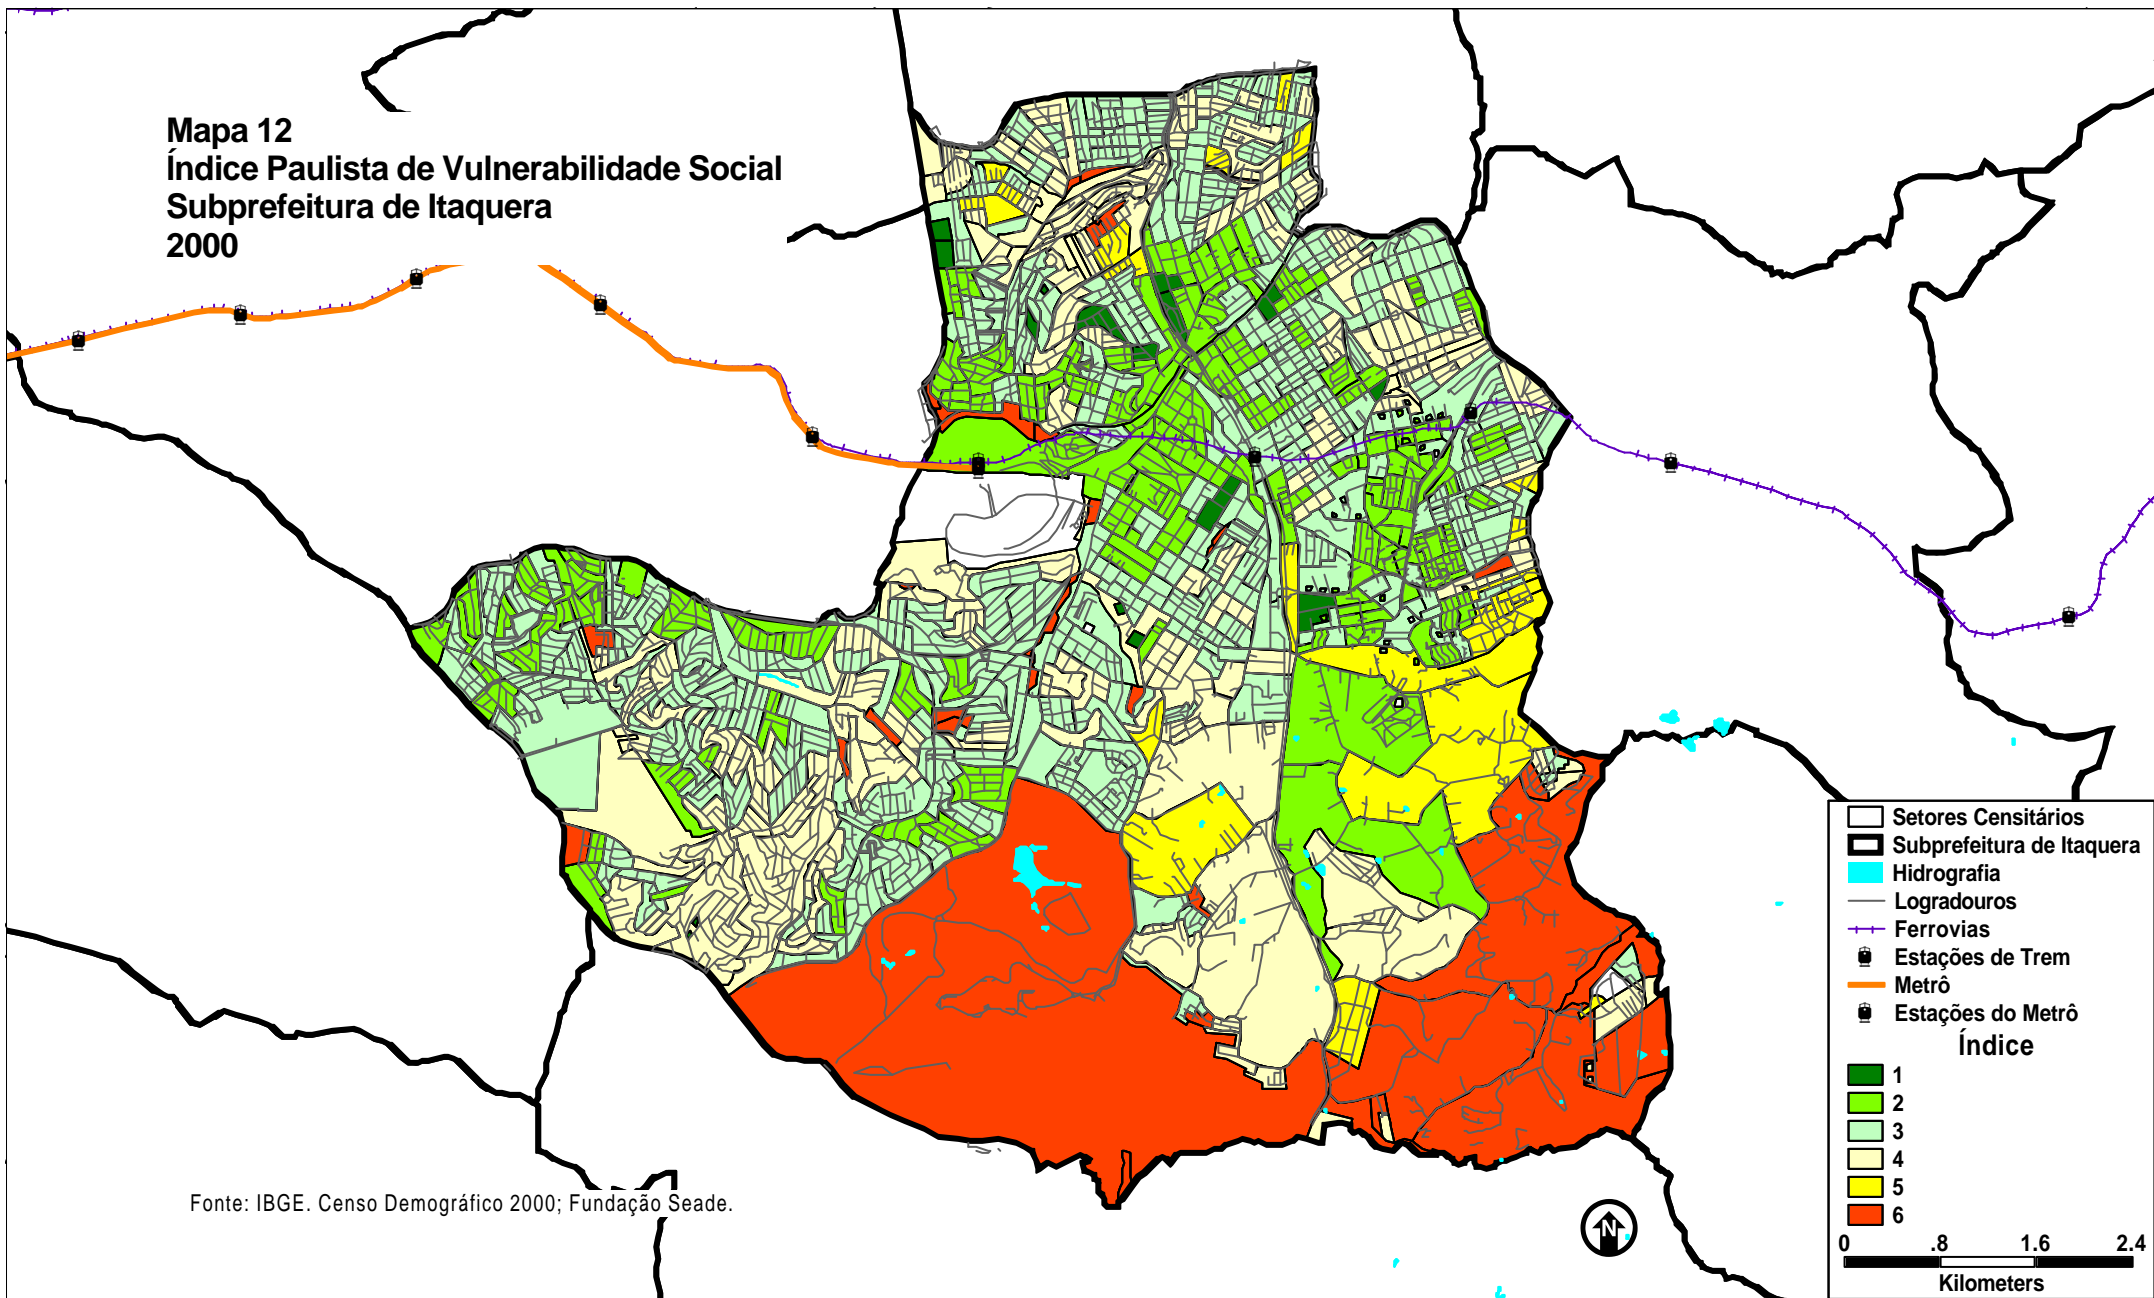 Mapa 12
Índice Paulista de Vulnerabilidade Social
Subprefeitura de Itaquera
2000
Setores Censitários
Subprefeitura de Itaquera
Hidrografia
Logradouros
Ferrovias
Estações de Trem
Metrô
Estações do Metrô
Índice
1
2
3
4
5
6
0 .8 1.6 2.4
Kilometers
N
Fonte: IBGE. Censo Demográfico 2000; Fundação Seade.